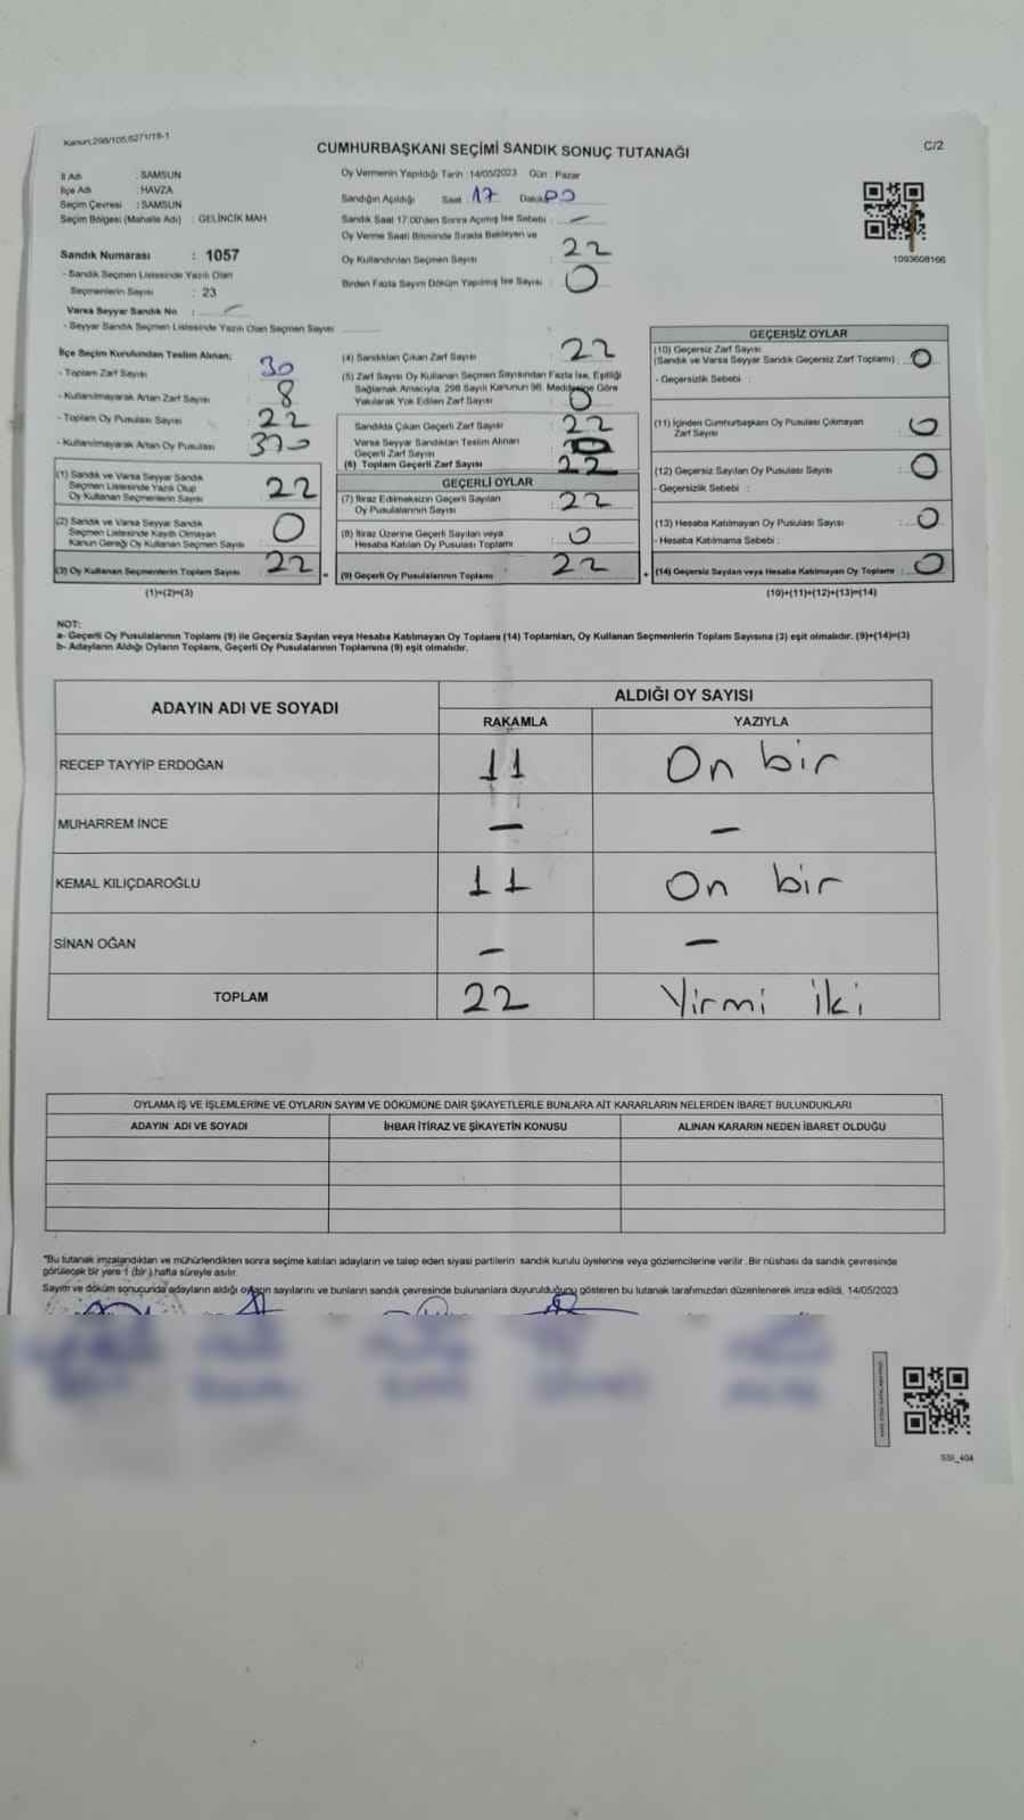 Kanun:298/105,6271/18-1
C/2
CUMHURBAŞKANI SEÇİMİ SANDIK SONUÇ TUTANAĞI
İl Adı : SAMSUN
İlçe Adı : HAVZA
Seçim Çevresi : SAMSUN
Seçim Bölgesi (Mahalle Adı) : GELİNCİK MAH
Sandık Numarası : 1057
- Sandık Seçmen Listesinde Yazılı Olan
Seçmenlerin Sayısı : 23
Varsa Seyyar Sandık No :
- Seyyar Sandık Seçmen Listesinde Yazılı Olan Seçmen Sayısı
Oy Vermenin Yapıldığı Tarih :14/05/2023 Gün : Pazar
Sandığın Açıldığı Saat : 17 Dakika 00
Sandık Saat 17:00'den Sonra Açılmış İse Sebebi : -
Oy Verme Saati Bitiminde Sırada Bekleyen ve
Oy Kullandırılan Seçmen Sayısı : 22
Birden Fazla Sayım Döküm Yapılmış İse Sayısı : 0
1093608166
İlçe Seçim Kurulundan Teslim Alınan;
- Toplam Zarf Sayısı : 30
- Kullanılmayarak Artan Zarf Sayısı : 8
- Toplam Oy Pusulası Sayısı : 22
- Kullanılmayarak Artan Oy Pusulası
(1) Sandık ve Varsa Seyyar Sandık
Seçmen Listesinde Yazılı Olup
Oy Kullanan Seçmenlerin Sayısı 22
(2) Sandık ve Varsa Seyyar Sandık
Seçmen Listesinde Kayıtlı Olmayan
Kanun Gereği Oy Kullanan Seçmen Sayısı 0
(3) Oy Kullanan Seçmenlerin Toplam Sayısı 22
(1)+(2)=(3)
(4) Sandıktan Çıkan Zarf Sayısı : 22
(5) Zarf Sayısı Oy Kullanan Seçmen Sayısından Fazla İse, Eşitliği
Sağlamak Amacıyla, 298 Sayılı Kanunun 98. Maddesine Göre
Yakılarak Yok Edilen Zarf Sayısı : 0
Sandıkta Çıkan Geçerli Zarf Sayısı : 22
Varsa Seyyar Sandıktan Teslim Alınan
Geçerli Zarf Sayısı
(6) Toplam Geçerli Zarf Sayısı : 22
GEÇERLİ OYLAR
(7) İtiraz Edilmeksizin Geçerli Sayılan
Oy Pusulalarının Sayısı : 22
(8) İtiraz Üzerine Geçerli Sayılan veya
Hesaba Katılan Oy Pusulası Toplamı : 0
= (9) Geçerli Oy Pusulalarının Toplamı : 22
GEÇERSİZ OYLAR
(10) Geçersiz Zarf Sayısı
(Sandık ve Varsa Seyyar Sandık Geçersiz Zarf Toplamı) : 0
- Geçersizlik Sebebi :
(11) İçinden Cumhurbaşkanı Oy Pusulası Çıkmayan
Zarf Sayısı : 0
(12) Geçersiz Sayılan Oy Pusulası Sayısı : 0
- Geçersizlik Sebebi :
(13) Hesaba Katılmayan Oy Pusulası Sayısı : 0
- Hesaba Katılmama Sebebi :
+ (14) Geçersiz Sayılan veya Hesaba Katılmayan Oy Toplamı : 0
(10)+(11)+(12)+(13)=(14)
NOT:
a- Geçerli Oy Pusulalarının Toplamı (9) ile Geçersiz Sayılan veya Hesaba Katılmayan Oy Toplamı (14) Toplamları, Oy Kullanan Seçmenlerin Toplam Sayısına (3) eşit olmalıdır. (9)+(14)=(3)
b- Adayların Aldığı Oyların Toplamı, Geçerli Oy Pusulalarının Toplamına (9) eşit olmalıdır.
ADAYIN ADI VE SOYADI
ALDIĞI OY SAYISI
RAKAMLA YAZIYLA
RECEP TAYYİP ERDOĞAN 11 On bir
MUHARREM İNCE - -
KEMAL KILIÇDAROĞLU 11 On bir
SİNAN OĞAN - -
TOPLAM 22 Yirmi iki
OYLAMA İŞ VE İŞLEMLERİNE VE OYLARIN SAYIM VE DÖKÜMÜNE DAİR ŞİKAYETLERLE BUNLARA AİT KARARLARIN NELERDEN İBARET BULUNDUKLARI
ADAYIN ADI VE SOYADI İHBAR İTİRAZ VE ŞİKAYETİN KONUSU ALINAN KARARIN NEDEN İBARET OLDUĞU
"Bu tutanak imzalandıktan ve mühürlendikten sonra seçime katılan adayların ve talep eden siyasi partilerin sandık kurulu üyelerine veya gözlemcilerine verilir. Bir nüshası da sandık çevresinde
görülecek bir yere 1 (bir) hafta süreyle asılır.
Sayım ve döküm sonucunda adayların aldığı oyların sayılarını ve bunların sandık çevresinde bulunanlara duyurulduğunu gösteren bu tutanak tarafımızdan düzenlenerek imza edildi. 14/05/2023